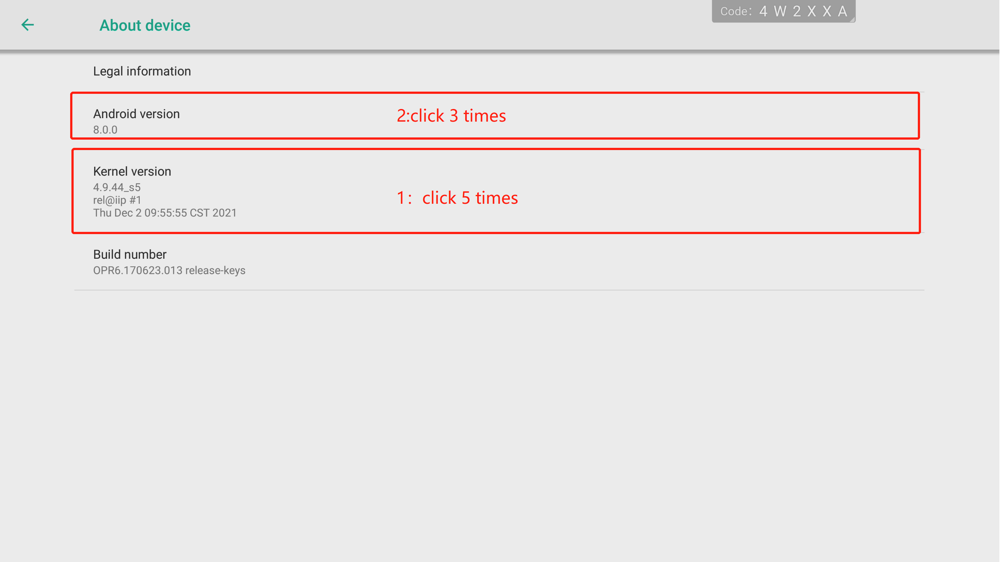 Code: 4 W 2 X X A
About device
Legal information
Android version
8.0.0
2:click 3 times
Kernel version
4.9.44_s5
rel@iip #1
Thu Dec 2 09:55:55 CST 2021
1：click 5 times
Build number
OPR6.170623.013 release-keys